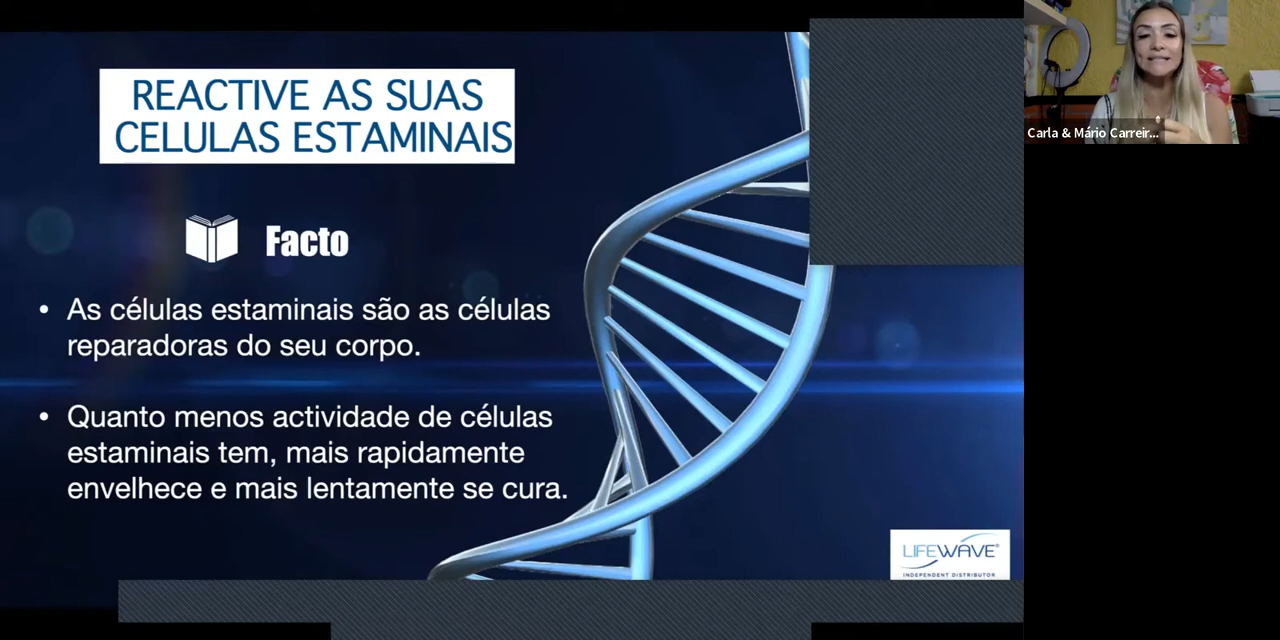 REACTIVE AS SUAS
CELULAS ESTAMINAIS
Facto
• As células estaminais são as células
reparadoras do seu corpo.
• Quanto menos actividade de células
estaminais tem, mais rapidamente
envelhece e mais lentamente se cura.
LIFEWAVE®
INDEPENDENT DISTRIBUTOR
Carla & Mário Carreir...